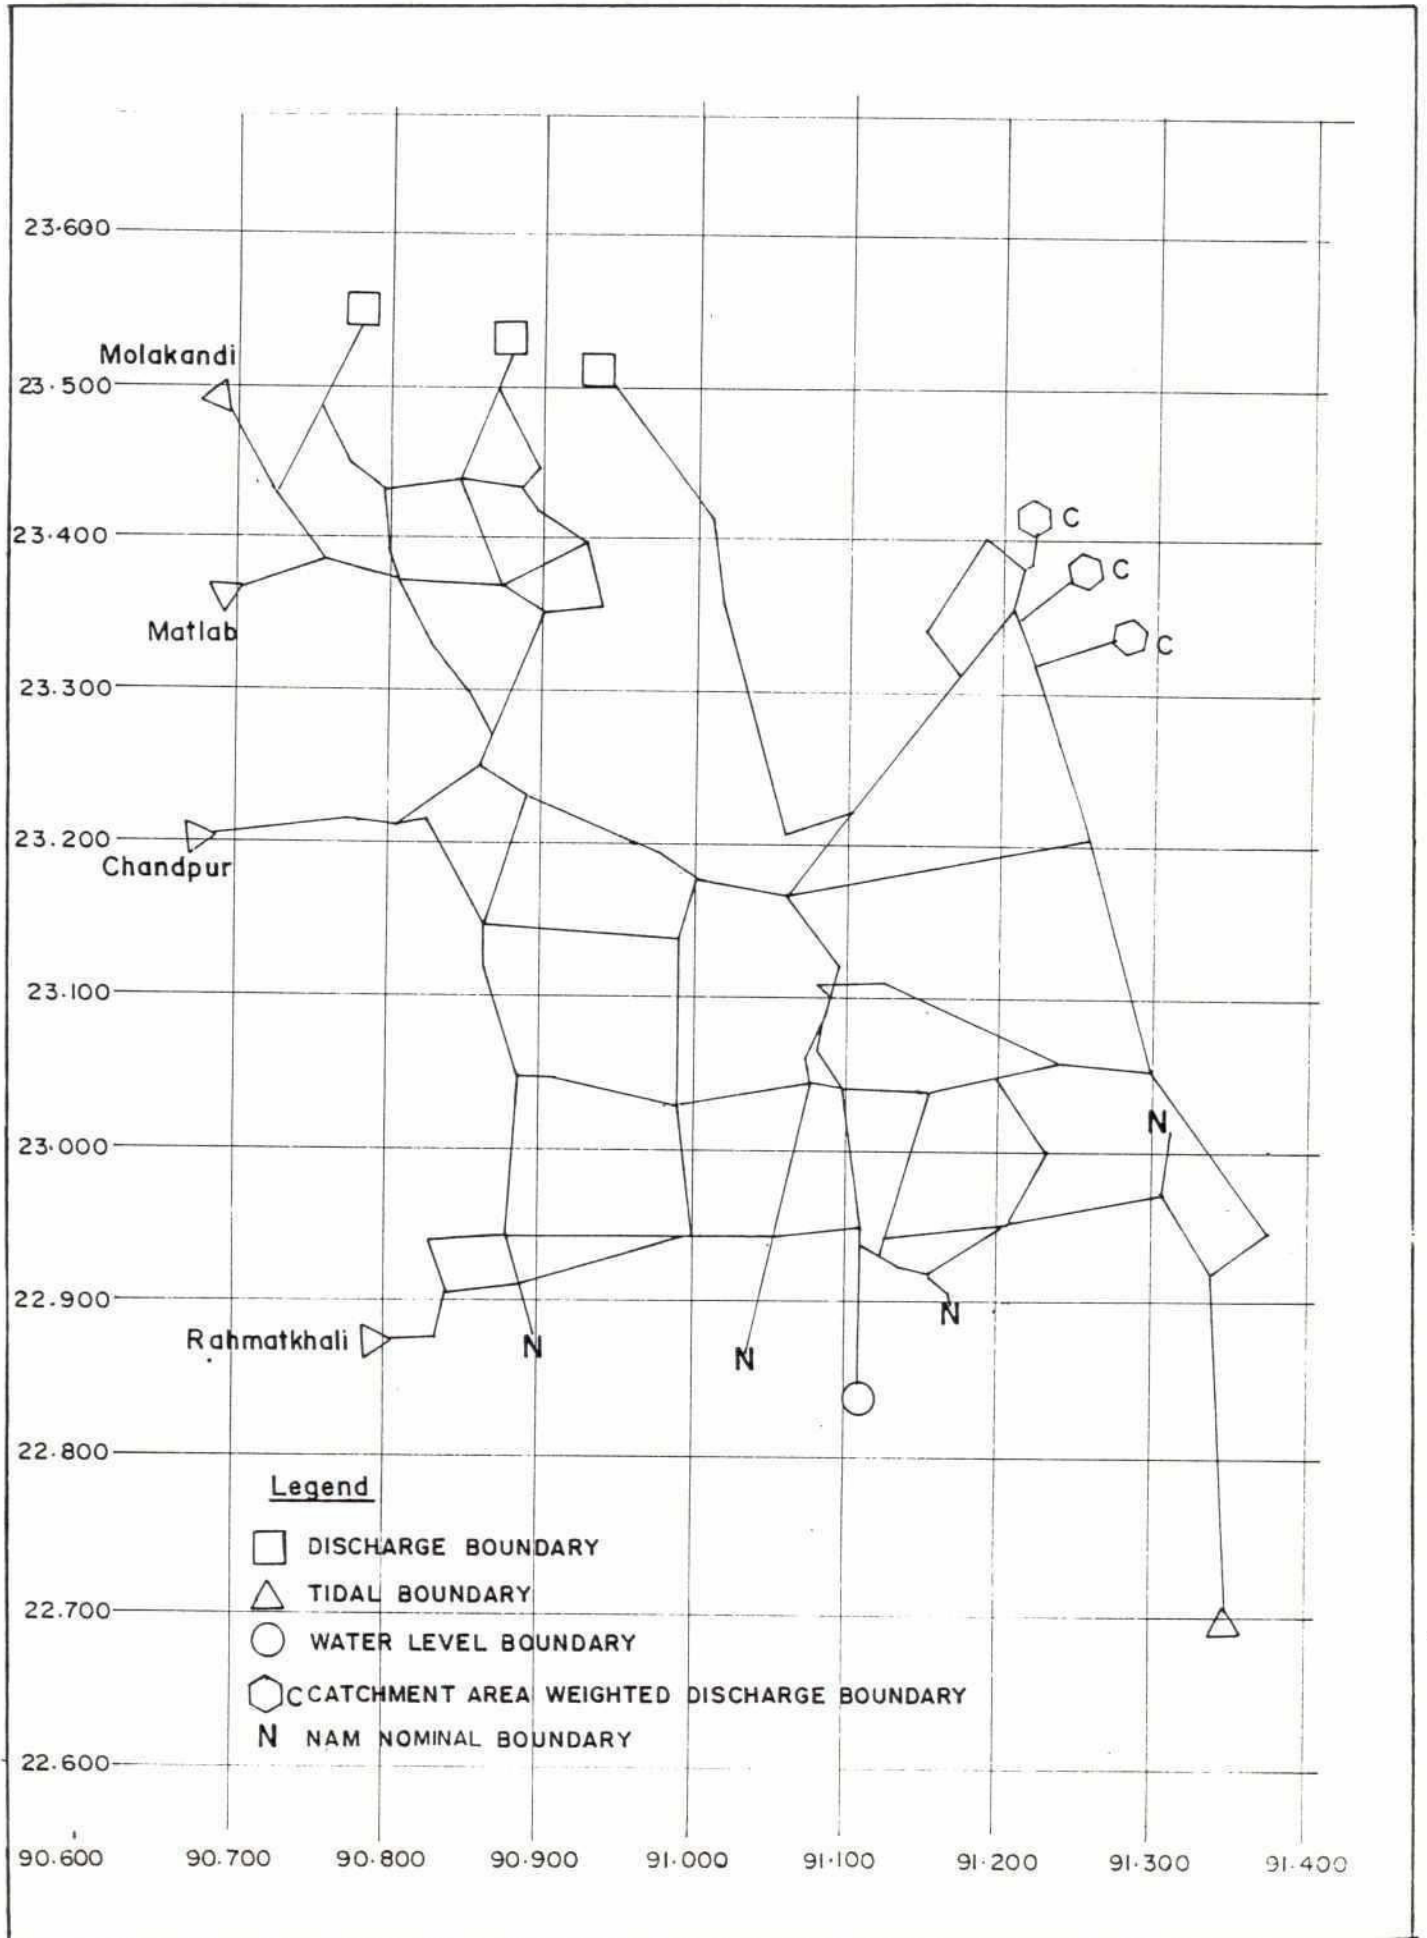 23.600
Molakandi
23.500
23.400
C
C
Matlab
C
23.300
23.200
Chandpur
23.100
N
23.000
22.900
N
Rahmatkhali
N
N
22.800
Legend
DISCHARGE BOUNDARY
TIDAL BOUNDARY
22.700
WATER LEVEL BOUNDARY
C CATCHMENT AREA WEIGHTED DISCHARGE BOUNDARY
N NAM NOMINAL BOUNDARY
22.600
90.600 90.700 90.800 90.900 91.000 91.100 91.200 91.300 91.400